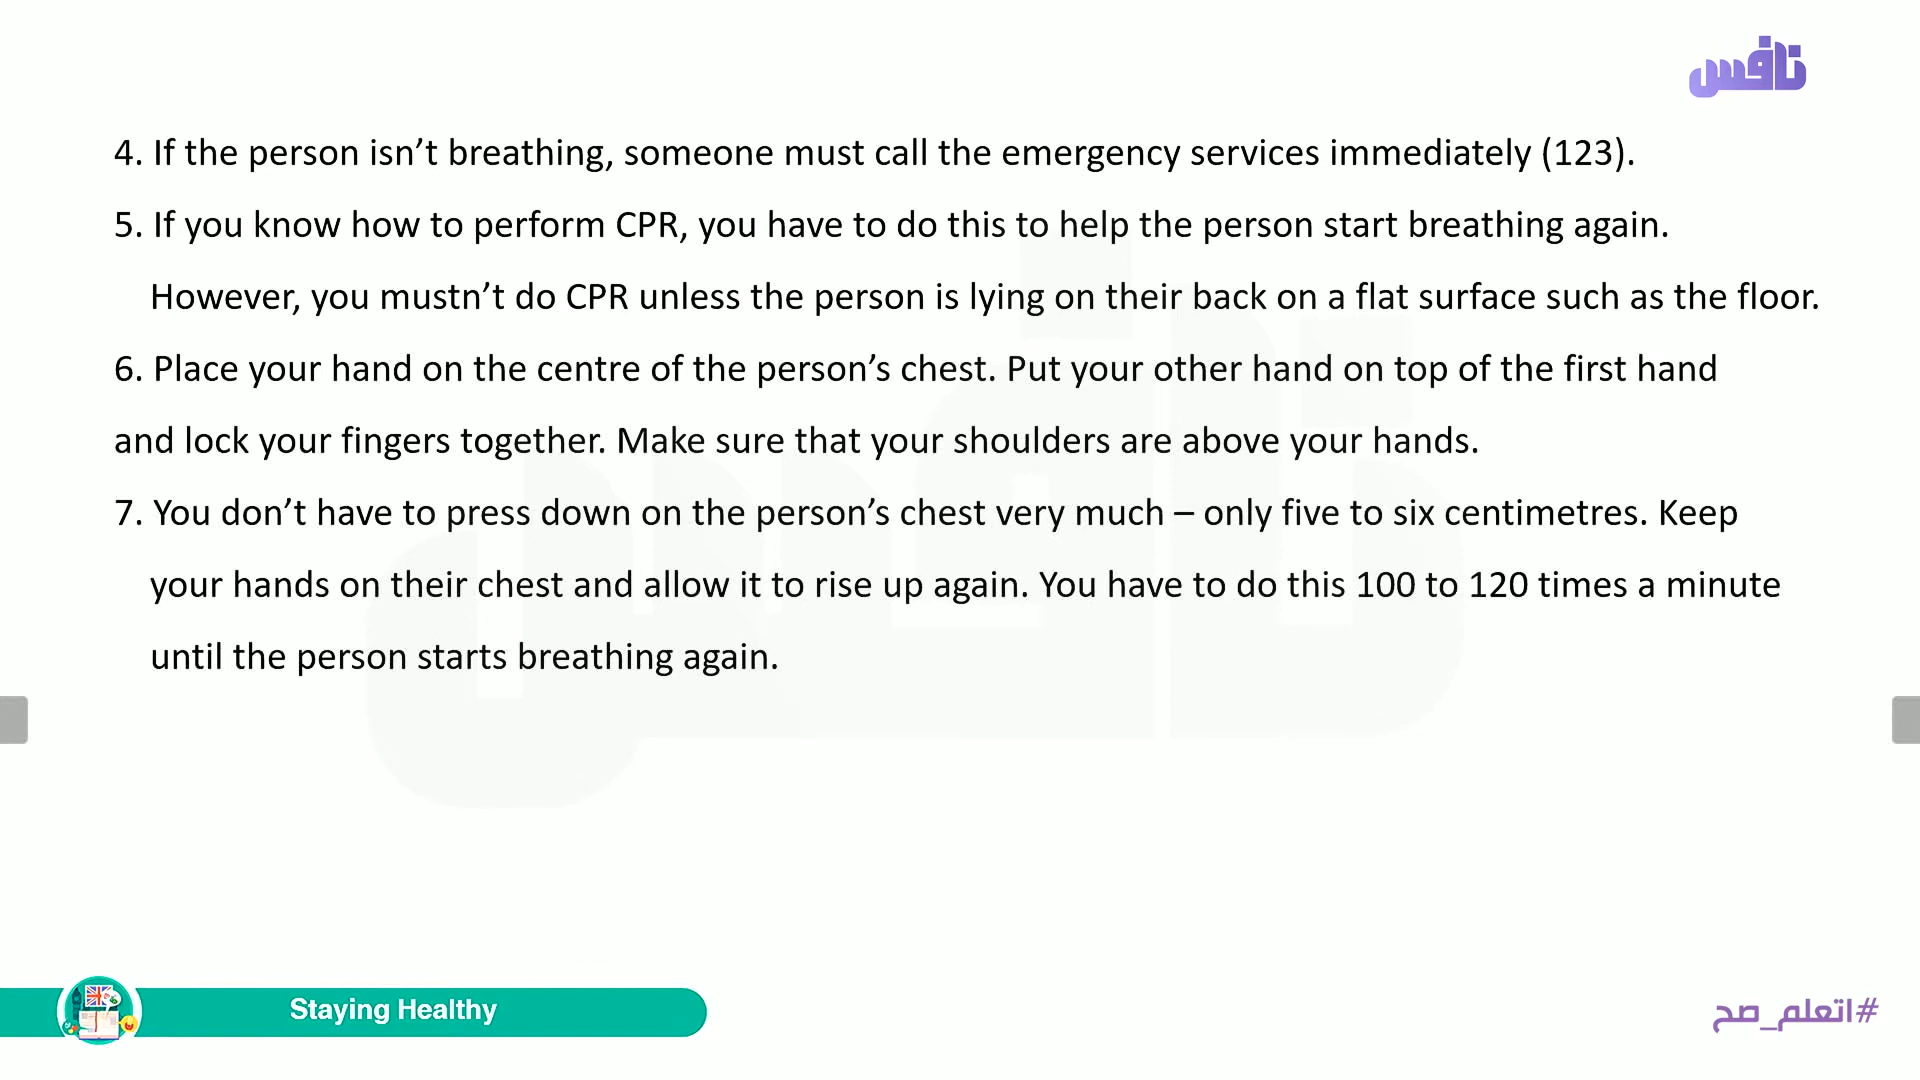 نافس
4. If the person isn’t breathing, someone must call the emergency services immediately (123).
5. If you know how to perform CPR, you have to do this to help the person start breathing again.
However, you mustn’t do CPR unless the person is lying on their back on a flat surface such as the floor.
6. Place your hand on the centre of the person’s chest. Put your other hand on top of the first hand
and lock your fingers together. Make sure that your shoulders are above your hands.
7. You don’t have to press down on the person’s chest very much – only five to six centimetres. Keep
your hands on their chest and allow it to rise up again. You have to do this 100 to 120 times a minute
until the person starts breathing again.
Staying Healthy
#اتعلم_صح